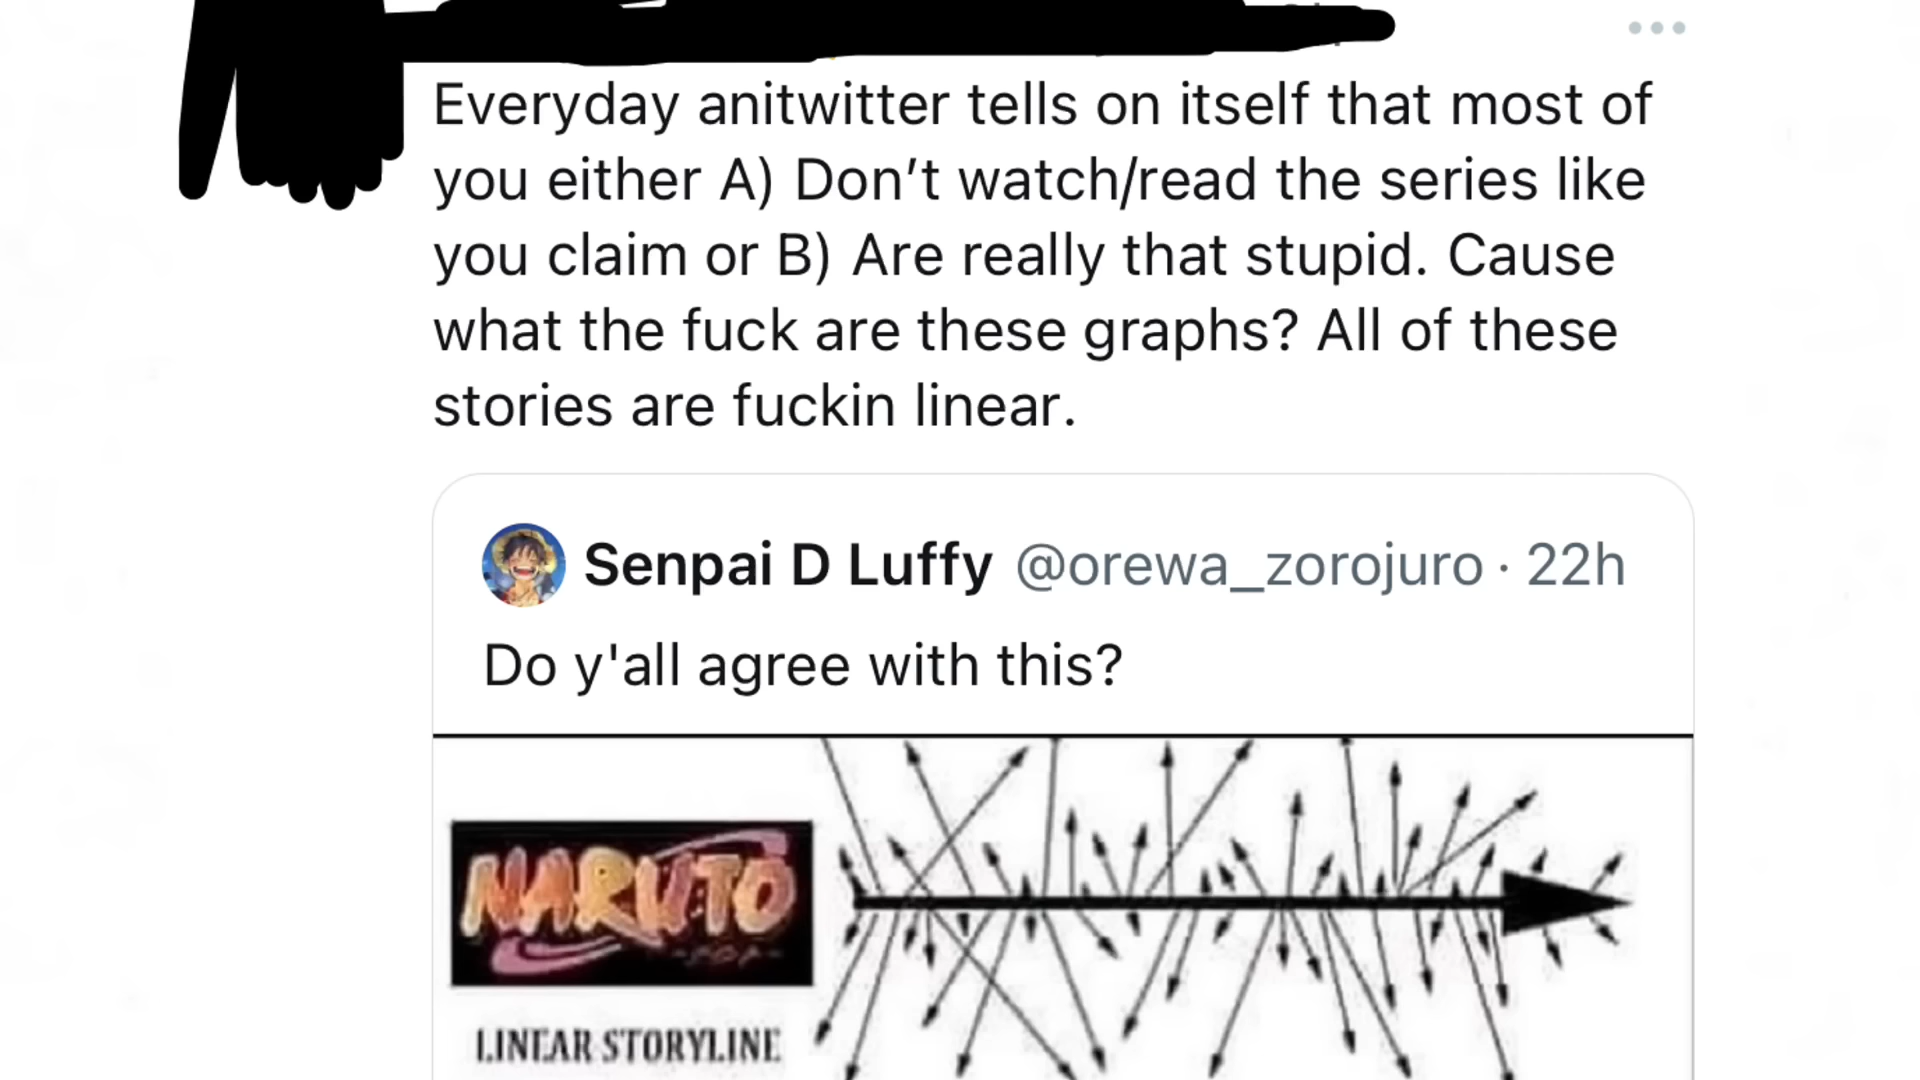 Everyday anitwitter tells on itself that most of
you either A) Don’t watch/read the series like
you claim or B) Are really that stupid. Cause
what the fuck are these graphs? All of these
stories are fuckin linear.
Senpai D Luffy @orewa_zorojuro · 22h
Do y'all agree with this?
NARUTO
LINEAR STORYLINE